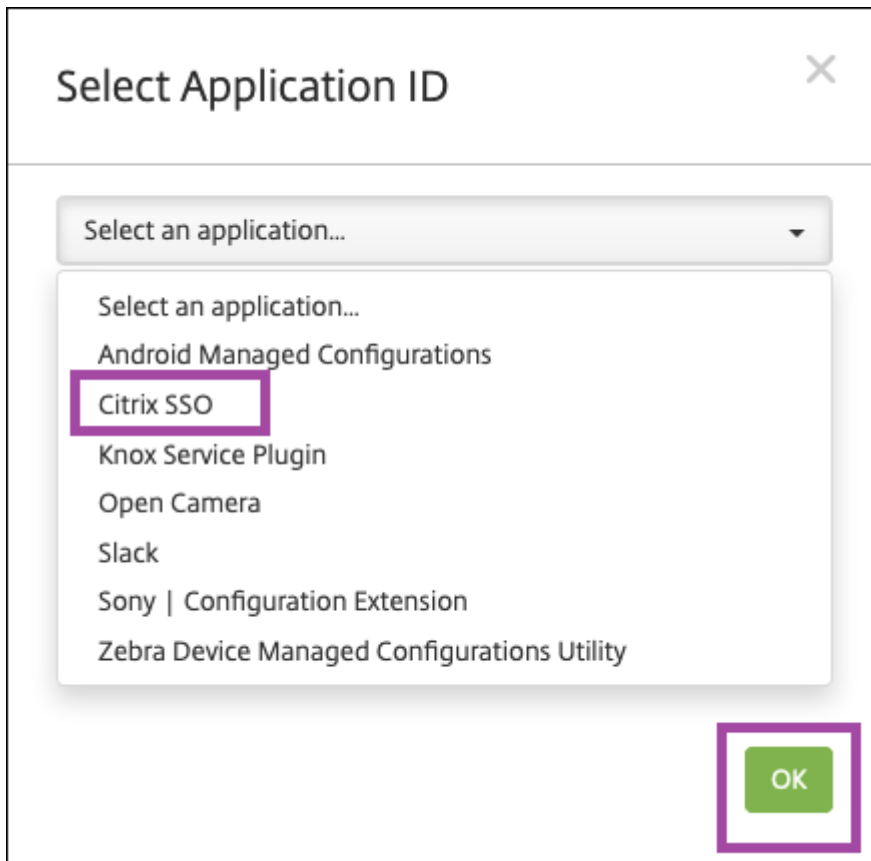 Select Application ID
Select an application...
Select an application...
Android Managed Configurations
Citrix SSO
Knox Service Plugin
Open Camera
Slack
Sony | Configuration Extension
Zebra Device Managed Configurations Utility
OK